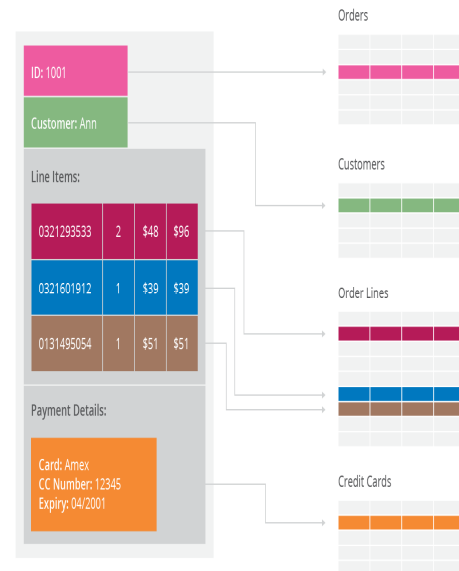 Orders
ID: 1001
Customer: Ann
Customers
Line Items:
0321293533 2 $48 $96
0321601912 1 $39 $39
0131495054 1 $51 $51
Order Lines
Payment Details:
Card: Amex
CC Number: 12345
Expiry: 04/2001
Credit Cards